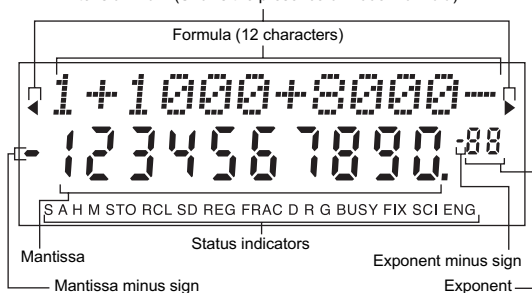 Formula (12 characters)
1+1000+8000−
-1234567890. -88
S A H M STO RCL SD REG FRAC D R G BUSY FIX SCI ENG
Mantissa
Status indicators
Exponent minus sign
Mantissa minus sign
Exponent